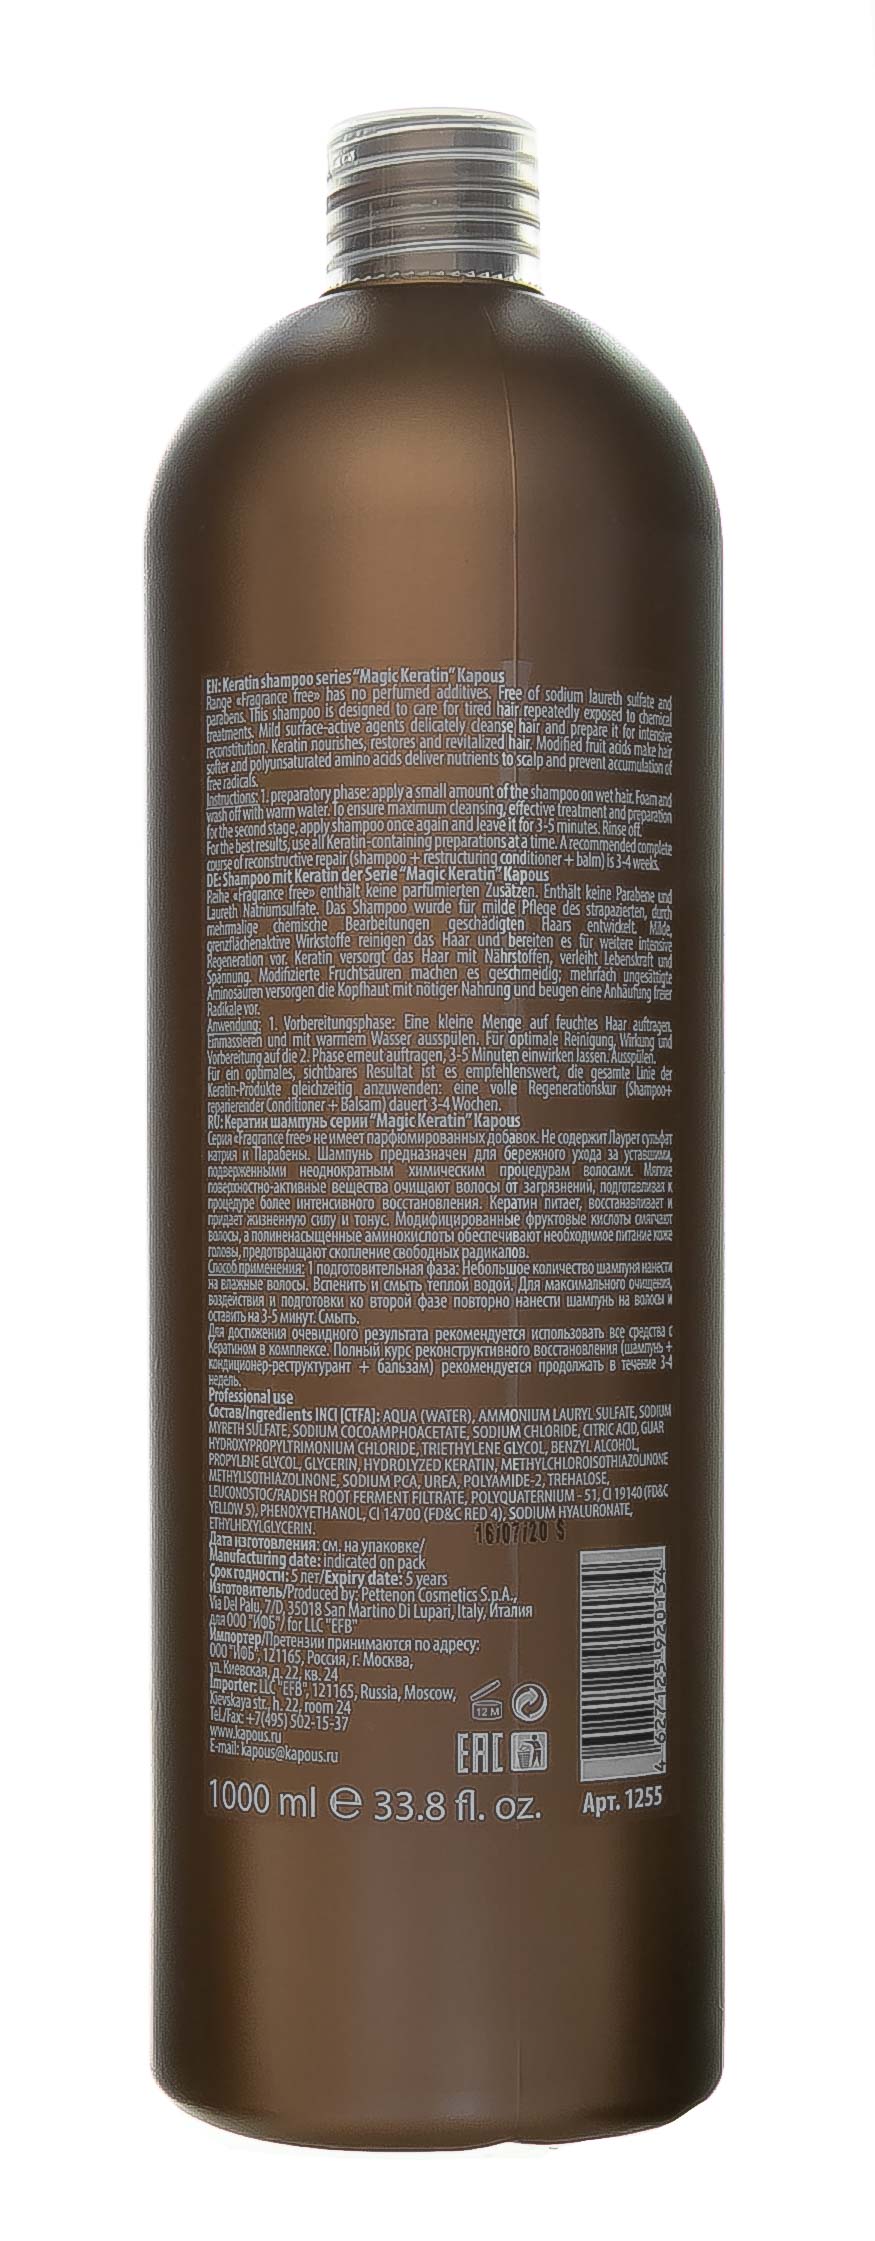 EN: Keratin shampoo series "Magic Keratin" Kapous
Range «Fragrance free» has no perfumed additives. Free of sodium laureth sulfate and
parabens. This shampoo is designed to care for tired hair repeatedly exposed to chemical
treatments. Mild surface-active agents delicately cleanse hair and prepare it for intensive
reconstitution. Keratin nourishes, restores and revitalized hair. Modified fruit acids make hair
softer and polyunsaturated amino acids deliver nutrients to scalp and prevent accumulation of
free radicals.
Instructions: 1. preparatory phase: apply a small amount of the shampoo on wet hair. Foam and
wash off with warm water. To ensure maximum cleansing, effective treatment and preparation
for the second stage, apply shampoo once again and leave it for 3-5 minutes. Rinse off.
For the best results, use all Keratin-containing preparations at a time. A recommended complete
course of reconstructive repair (shampoo + restructuring conditioner + balm) is 3-4 weeks.
DE: Shampoo mit Keratin der Serie "Magic Keratin" Kapous
Raihe «Fragrance free» enthält keine parfumierten Zusätzen. Enthält keine Parabene und
Laureth Natriumsulfate. Das Shampoo wurde für milde Pflege des strapazierten, durch
mehrmalige chemische Bearbeitungen geschädigten Haars entwickelt. Milde,
grenzflächenaktive Wirkstoffe reinigen das Haar und bereiten es für weitere intensive
Regeneration vor. Keratin versorgt das Haar mit Nährstoffen, verleiht Lebenskraft und
Spannung. Modifizierte Fruchtsäuren machen es geschmeidig; mehrfach ungesättigte
Aminosäuren versorgen die Kopfhaut mit nötiger Nahrung und beugen eine Anhäufung freier
Radikale vor.
Anwendung: 1. Vorbereitungsphase: Eine kleine Menge auf feuchtes Haar auftragen.
Einmassieren und mit warmem Wasser ausspülen. Für optimale Reinigung, Wirkung und
Vorbereitung auf die 2. Phase erneut auftragen, 3-5 Minuten einwirken lassen. Ausspülen.
Für ein optimales, sichtbares Resultat ist es empfehlenswert, die gesamte Linie der
Keratin-Produkte gleichzeitig anzuwenden: eine volle Regenerationskur (Shampoo+
reparierender Conditioner + Balsam) dauert 3-4 Wochen.
RU: Кератин шампунь серии "Magic Keratin" Kapous
Серия «Fragrance free» не имеет парфюмированных добавок. Не содержит Лаурет сульфат
натрия и Парабены. Шампунь предназначен для бережного ухода за уставшими,
подверженными неоднократным химическим процедурам волосами. Мягкие
поверхностно-активные вещества очищают волосы от загрязнений, подготавливая к
процедуре более интенсивного восстановления. Кератин питает, восстанавливает и
придает жизненную силу и тонус. Модифицированные фруктовые кислоты смягчают
волосы, а полиненасыщенные аминокислоты обеспечивают необходимое питание коже
головы, предотвращают скопление свободных радикалов.
Способ применения: 1 подготовительная фаза: Небольшое количество шампуня нанести
на влажные волосы. Вспенить и смыть теплой водой. Для максимального очищения,
воздействия и подготовки ко второй фазе повторно нанести шампунь на волосы и
оставить на 3-5 минут. Смыть.
Для достижения очевидного результата рекомендуется использовать все средства с
Кератином в комплексе. Полный курс реконструктивного восстановления (шампунь +
кондиционер-реструктурант + бальзам) рекомендуется продолжать в течение 3-4
недель.
Professional use
Состав/Ingredients INCI [CTFA]: AQUA (WATER), AMMONIUM LAURYL SULFATE, SODIUM
MYRETH SULFATE, SODIUM COCOAMPHOACETATE, SODIUM CHLORIDE, CITRIC ACID, GUAR
HYDROXYPROPYLTRIMONIUM CHLORIDE, TRIETHYLENE GLYCOL, BENZYL ALCOHOL,
PROPYLENE GLYCOL, GLYCERIN, HYDROLYZED KERATIN, METHYLCHLOROISOTHIAZOLINONE
METHYLISOTHIAZOLINONE, SODIUM PCA, UREA, POLYAMIDE-2, TREHALOSE,
LEUCONOSTOC/RADISH ROOT FERMENT FILTRATE, POLYQUATERNIUM - 51, CI 19140 (FD&C
YELLOW 5), PHENOXYETHANOL, CI 14700 (FD&C RED 4), SODIUM HYALURONATE,
ETHYLHEXYLGLYCERIN.
16/07/20 S
Дата изготовления: см. на упаковке/
Manufacturing date: indicated on pack
Срок годности: 5 лет/Expiry date: 5 years
Изготовитель/Produced by: Pettenon Cosmetics S.p.A.,
Via Del Palu, 7/D, 35018 San Martino Di Lupari, Italy, Италия
для ООО "ИФБ"/ for LLC "EFB"
Импортер/Претензии принимаются по адресу:
ООО "ИФБ", 121165, Россия, г. Москва,
ул. Киевская, д. 22, кв. 24
Importer: LLC "EFB", 121165, Russia, Moscow,
Kievskaya str., h. 22, room 24
Tel./Fax: +7(495) 502-15-37
www.kapous.ru
E-mail: kapous@kapous.ru
12 M
EAC
4 627125 920134
1000 ml e 33.8 fl. oz.
Арт. 1255